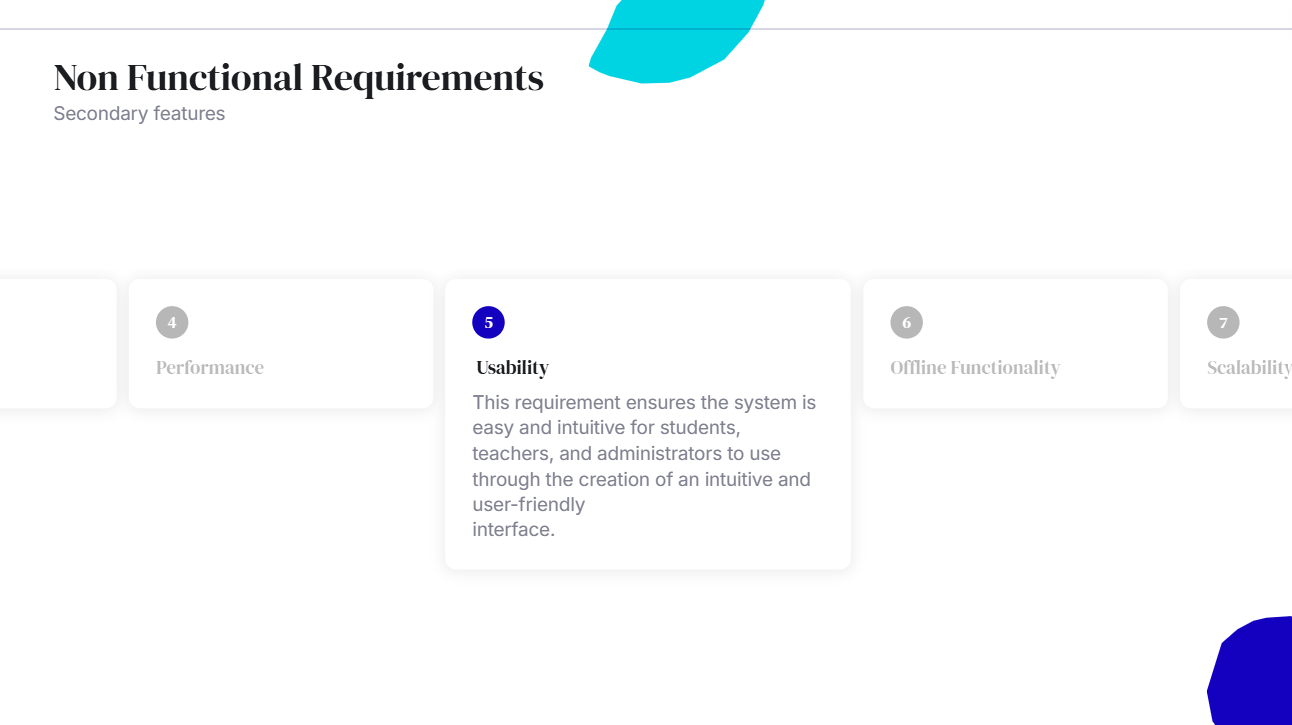 Non Functional Requirements
Secondary features
4
Performance
5
Usability
This requirement ensures the system is
easy and intuitive for students,
teachers, and administrators to use
through the creation of an intuitive and
user-friendly
interface.
6
Offline Functionality
7
Scalability